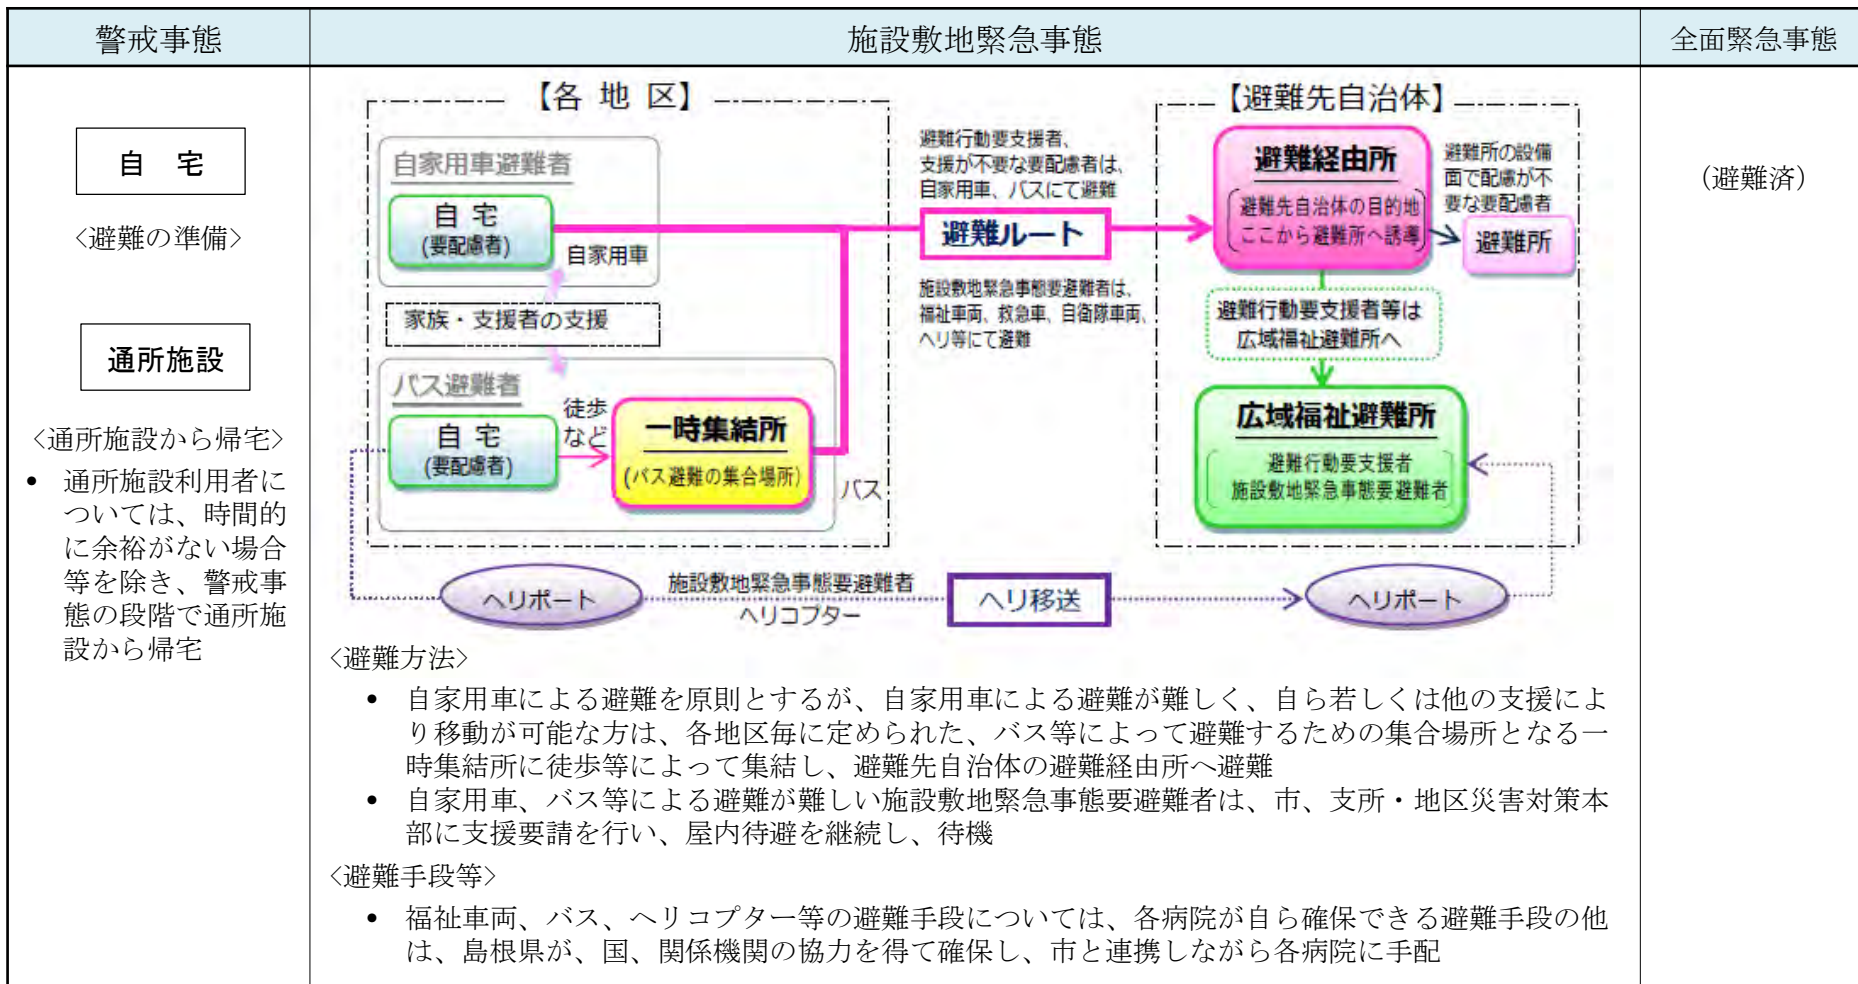 警戒事態
施設敷地緊急事態
全面緊急事態
自　宅
〈避難の準備〉
通所施設
〈通所施設から帰宅〉
• 通所施設利用者に
ついては、時間的
に余裕がない場合
等を除き、警戒事
態の段階で通所施
設から帰宅
【各 地 区】
自家用車避難者
自 宅
(要配慮者)
自家用車
家族・支援者の支援
バス避難者
自 宅
(要配慮者)
徒歩
など
一時集結所
(バス避難の集合場所)
バス
避難行動要支援者、
支援が不要な要配慮者は、
自家用車、バスにて避難
避難ルート
施設敷地緊急事態要避難者は、
福祉車両、救急車、自衛隊車両、
ヘリ等にて避難
【避難先自治体】
避難経由所
避難先自治体の目的地
ここから避難所へ誘導
避難所の設備
面で配慮が不
要な要配慮者
避難所
避難行動要支援者等は
広域福祉避難所へ
広域福祉避難所
避難行動要支援者
施設敷地緊急事態要避難者
ヘリポート
施設敷地緊急事態要避難者
ヘリコプター
ヘリ移送
ヘリポート
〈避難方法〉
• 自家用車による避難を原則とするが、自家用車による避難が難しく、自ら若しくは他の支援によ
り移動が可能な方は、各地区毎に定められた、バス等によって避難するための集合場所となる一
時集結所に徒歩等によって集結し、避難先自治体の避難経由所へ避難
• 自家用車、バス等による避難が難しい施設敷地緊急事態要避難者は、市、支所・地区災害対策本
部に支援要請を行い、屋内待避を継続し、待機
〈避難手段等〉
• 福祉車両、バス、ヘリコプター等の避難手段については、各病院が自ら確保できる避難手段の他
は、島根県が、国、関係機関の協力を得て確保し、市と連携しながら各病院に手配
（避難済）